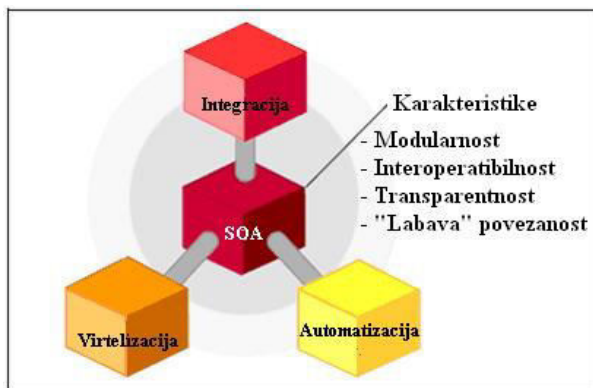 Integracija
Karakteristike
- Modularnost
- Interoperatibilnost
- Transparentnost
- "Labava" povezanost
SOA
Virtelizacija
Automatizacija